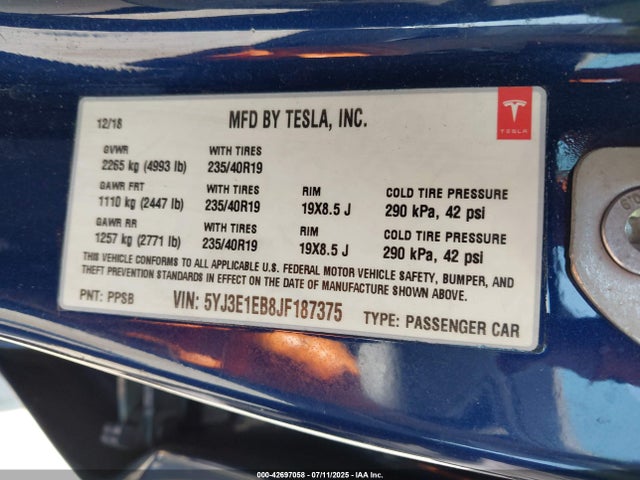 12/18 MFD BY TESLA, INC.
TESLA
GVWR WITH TIRES
2265 kg (4993 lb) 235/40R19
GAWR FRT WITH TIRES RIM COLD TIRE PRESSURE
1110 kg (2447 lb) 235/40R19 19X8.5 J 290 kPa, 42 psi
GAWR RR WITH TIRES RIM COLD TIRE PRESSURE
1257 kg (2771 lb) 235/40R19 19X8.5 J 290 kPa, 42 psi
THIS VEHICLE CONFORMS TO ALL APPLICABLE U.S. FEDERAL MOTOR VEHICLE SAFETY, BUMPER, AND
THEFT PREVENTION STANDARDS IN EFFECT ON THE DATE OF MANUFACTURE SHOWN ABOVE.
PNT: PPSB VIN: 5YJ3E1EB8JF187375 TYPE: PASSENGER CAR
000-42697058 - 07/11/2025 - IAA Inc.